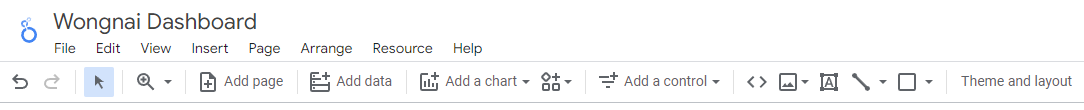 Wongnai Dashboard
File Edit View Insert Page Arrange Resource Help
Add page Add data Add a chart Add a control A Theme and layout